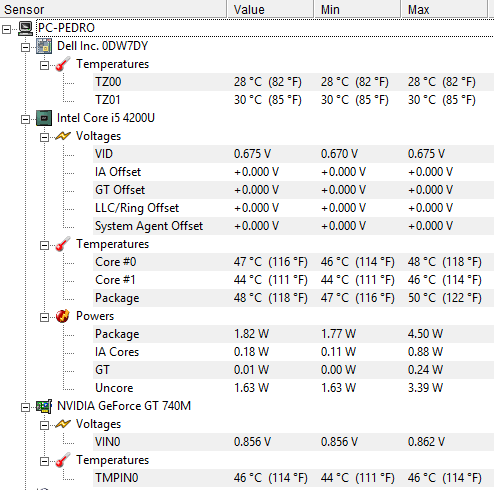 Sensor Value Min Max
PC-PEDRO
Dell Inc. 0DW7DY
Temperatures
TZ00 28 °C (82 °F) 28 °C (82 °F) 28 °C (82 °F)
TZ01 30 °C (85 °F) 30 °C (85 °F) 30 °C (85 °F)
Intel Core i5 4200U
Voltages
VID 0.675 V 0.670 V 0.675 V
IA Offset +0.000 V +0.000 V +0.000 V
GT Offset +0.000 V +0.000 V +0.000 V
LLC/Ring Offset +0.000 V +0.000 V +0.000 V
System Agent Offset +0.000 V +0.000 V +0.000 V
Temperatures
Core #0 47 °C (116 °F) 46 °C (114 °F) 48 °C (118 °F)
Core #1 44 °C (111 °F) 44 °C (111 °F) 46 °C (114 °F)
Package 48 °C (118 °F) 47 °C (116 °F) 50 °C (122 °F)
Powers
Package 1.82 W 1.77 W 4.50 W
IA Cores 0.18 W 0.11 W 0.88 W
GT 0.01 W 0.00 W 0.24 W
Uncore 1.63 W 1.63 W 3.39 W
NVIDIA GeForce GT 740M
Voltages
VIN0 0.856 V 0.856 V 0.862 V
Temperatures
TMPIN0 46 °C (114 °F) 44 °C (111 °F) 46 °C (114 °F)